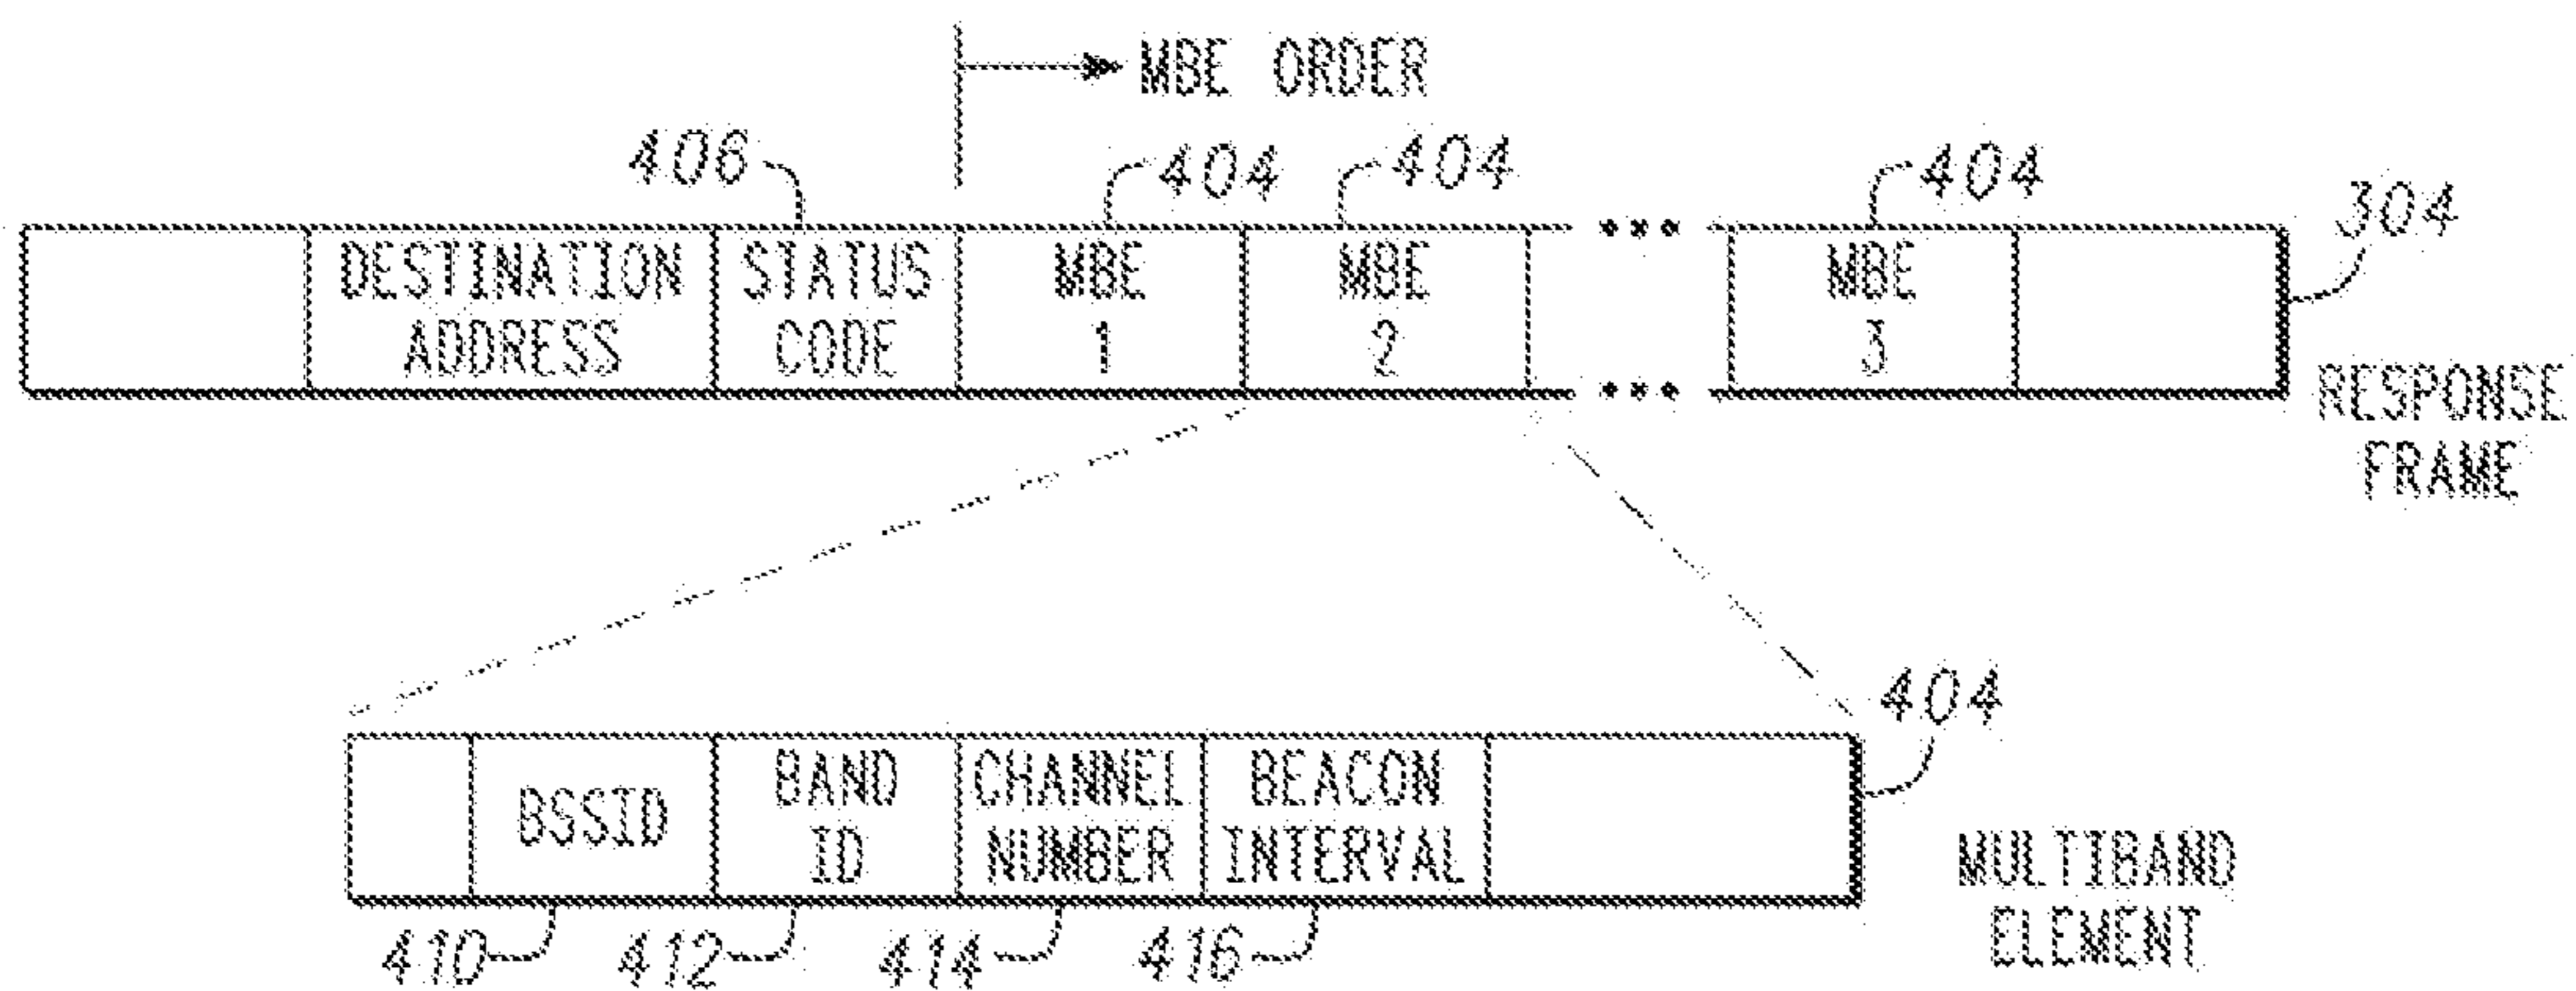 MBE ORDER
406
404
404
404
304
DESTINATION ADDRESS
STATUS CODE
MBE 1
MBE 2
MBE 3
RESPONSE FRAME
404
BSSID
BAND ID
CHANNEL NUMBER
BEACON INTERVAL
MULTIBAND ELEMENT
410
412
414
416